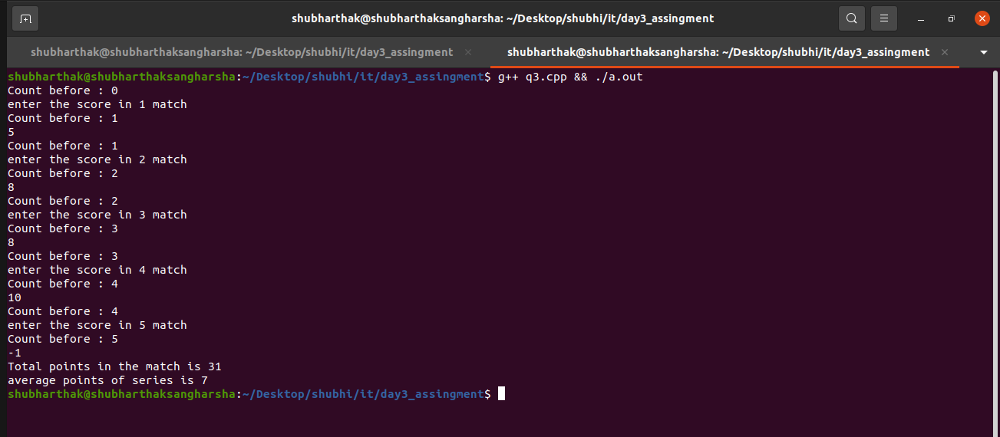 shubharthak@shubharthaksangharsha: ~/Desktop/shubhi/it/day3_assingment
shubharthak@shubharthaksangharsha: ~/Desktop/shubhi/it/day3_assingment
shubharthak@shubharthaksangharsha: ~/Desktop/shubhi/it/day3_assingment
shubharthak@shubharthaksangharsha:~/Desktop/shubhi/it/day3_assingment$ g++ q3.cpp && ./a.out
Count before : 0
enter the score in 1 match
Count before : 1
5
Count before : 1
enter the score in 2 match
Count before : 2
8
Count before : 2
enter the score in 3 match
Count before : 3
8
Count before : 3
enter the score in 4 match
Count before : 4
10
Count before : 4
enter the score in 5 match
Count before : 5
-1
Total points in the match is 31
average points of series is 7
shubharthak@shubharthaksangharsha:~/Desktop/shubhi/it/day3_assingment$